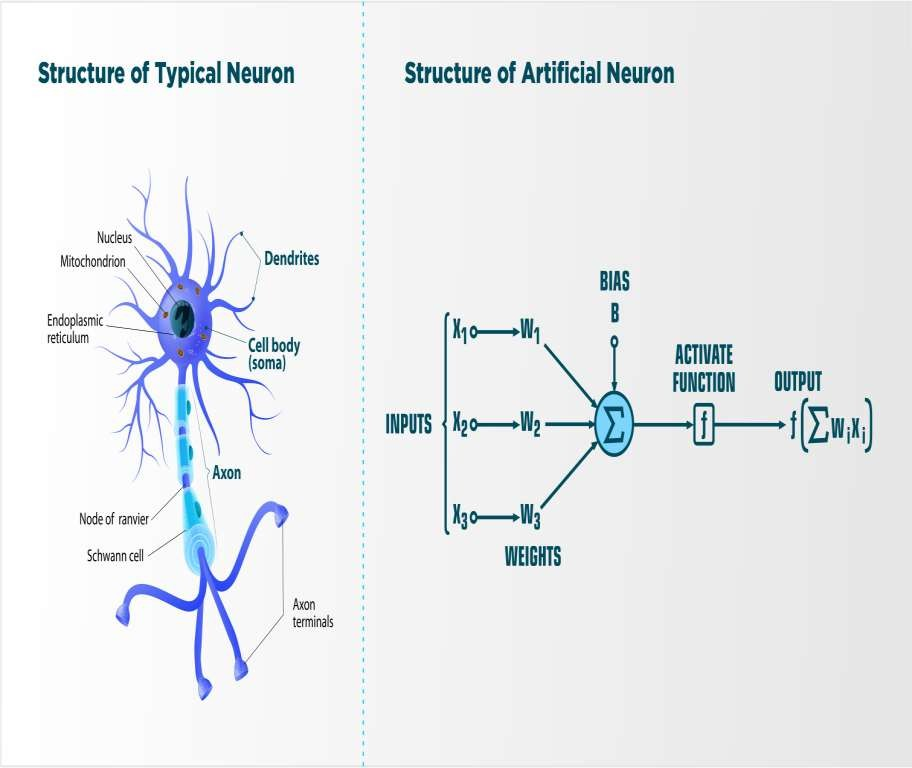 Structure of Typical Neuron
Nucleus
Mitochondrion
Endoplasmic
reticulum
Dendrites
Cell body
(soma)
Axon
Node of ranvier
Schwann cell
Axon
terminals
Structure of Artificial Neuron
BIAS
B
INPUTS
X₁ W₁
X₂ W₂
X₃ W₃
WEIGHTS
Σ
ACTIVATE
FUNCTION
f
OUTPUT
f(∑WᵢXᵢ)